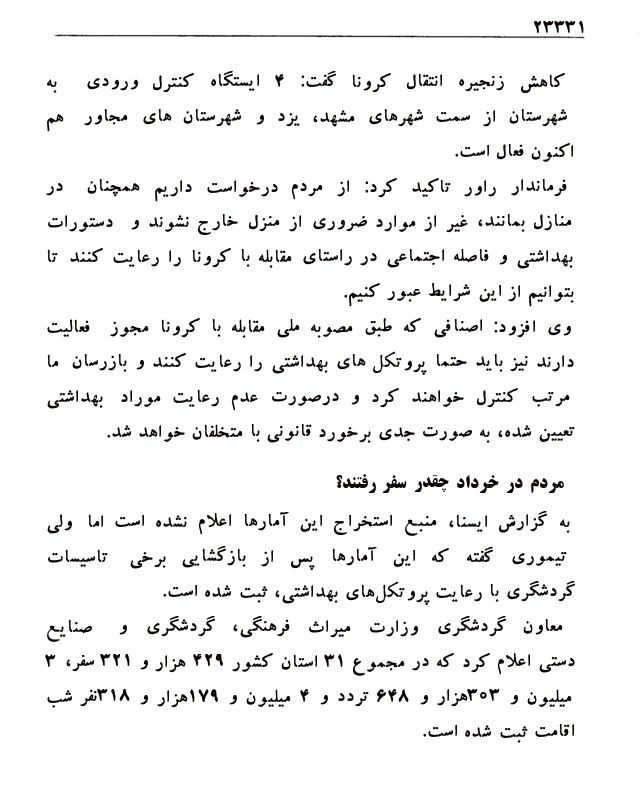 ۲۳۳۳۱
کاهش زنجیره انتقال کرونا گفت: ۴ ایستگاه کنترل ورودی به
شهرستان از سمت شهرهای مشهد، یزد و شهرستان های مجاور هم
اکنون فعال است.
فرماندار راور تاکید کرد: از مردم درخواست داریم همچنان در
منازل بمانند، غیر از موارد ضروری از منزل خارج نشوند و دستورات
بهداشتی و فاصله اجتماعی در راستای مقابله با کرونا را رعایت کنند تا
بتوانیم از این شرایط عبور کنیم.
وی افزود: اصنافی که طبق مصوبه ملی مقابله با کرونا مجوز فعالیت
دارند نیز باید حتما پروتکل های بهداشتی را رعایت کنند و بازرسان ما
مرتب کنترل خواهند کرد و درصورت عدم رعایت موراد بهداشتی
تعیین شده، به صورت جدی برخورد قانونی با متخلفان خواهد شد.
مردم در خرداد چقدر سفر رفتند؟
به گزارش ایسنا، منبع استخراج این آمارها اعلام نشده است اما ولی
تیموری گفته که این آمارها پس از بازگشایی برخی تاسیسات
گردشگری با رعایت پروتکل‌های بهداشتی، ثبت شده است.
معاون گردشگری وزارت میراث فرهنگی، گردشگری و صنایع
دستی اعلام کرد که در مجموع ۳۱ استان کشور ۴۲۹ هزار و ۳۲۱ سفر، ۳
میلیون و ۳۰۳هزار و ۶۴۸ تردد و ۴ میلیون و ۱۷۹هزار و ۳۱۸نفر شب
اقامت ثبت شده است.